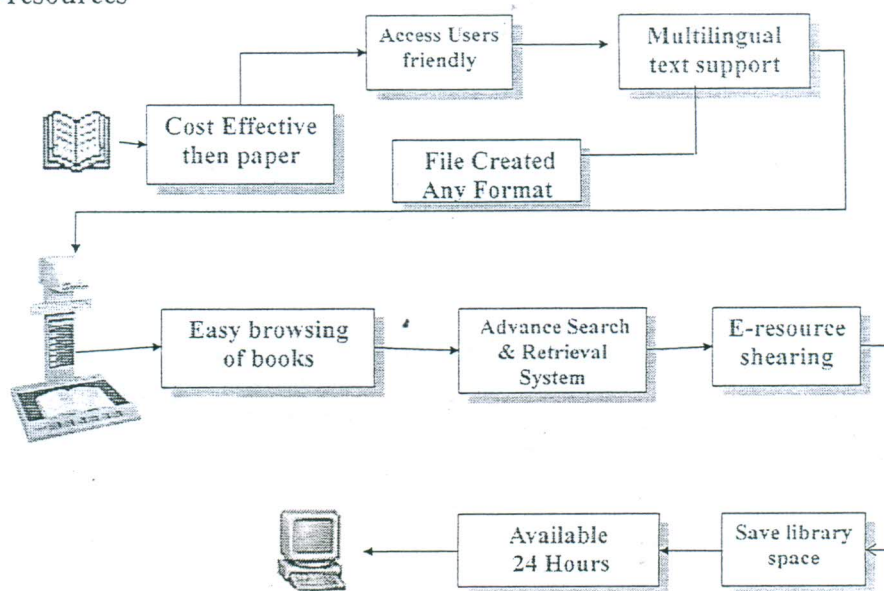 resources
Access Users
friendly
Multilingual
text support
Cost Effective
then paper
File Created
Any Format
Easy browsing
of books
Advance Search
& Retrieval
System
E-resource
shearing
Available
24 Hours
Save library
space